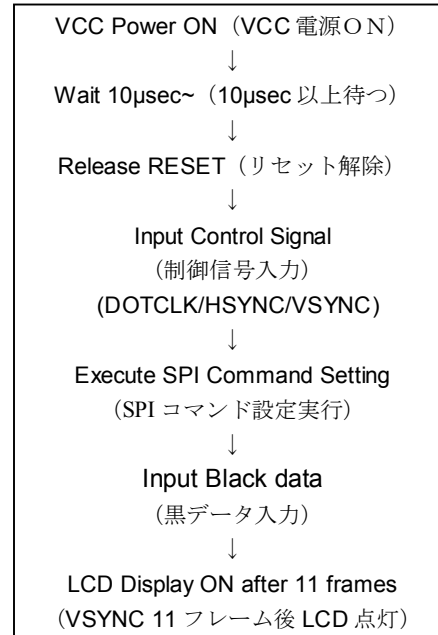 VCC Power ON（VCC 電源ＯＮ）
↓
Wait 10µsec~（10µsec 以上待つ）
↓
Release RESET（リセット解除）
↓
Input Control Signal
（制御信号入力）
(DOTCLK/HSYNC/VSYNC)
↓
Execute SPI Command Setting
（SPI コマンド設定実行）
↓
Input Black data
（黒データ入力）
↓
LCD Display ON after 11 frames
（VSYNC 11 フレーム後 LCD 点灯）